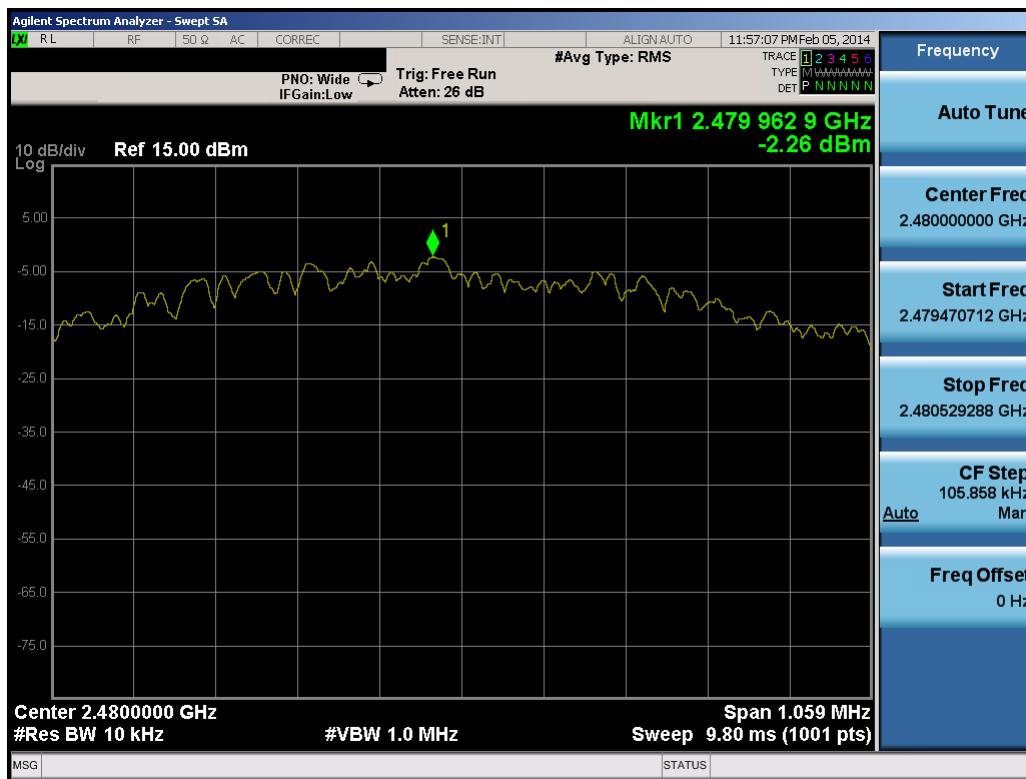 Agilent Spectrum Analyzer - Swept SA
LXI RL RF 50 Ω AC CORREC SENSE:INT ALIGN AUTO 11:57:07 PM Feb 05, 2014
#Avg Type: RMS
TRACE 1 2 3 4 5 6
PNO: Wide Trig: Free Run TYPE M WWWWW
IFGain:Low Atten: 26 dB DET P N N N N N
Mkr1 2.479 962 9 GHz
-2.26 dBm
10 dB/div Ref 15.00 dBm
Log
1
5.00
-5.00
-15.0
-25.0
-35.0
-45.0
-55.0
-65.0
-75.0
Center 2.4800000 GHz Span 1.059 MHz
#Res BW 10 kHz #VBW 1.0 MHz Sweep 9.80 ms (1001 pts)
MSG STATUS
Frequency
Auto Tune
Center Freq
2.480000000 GHz
Start Freq
2.479470712 GHz
Stop Freq
2.480529288 GHz
CF Step
105.858 kHz
Auto Man
Freq Offset
0 Hz